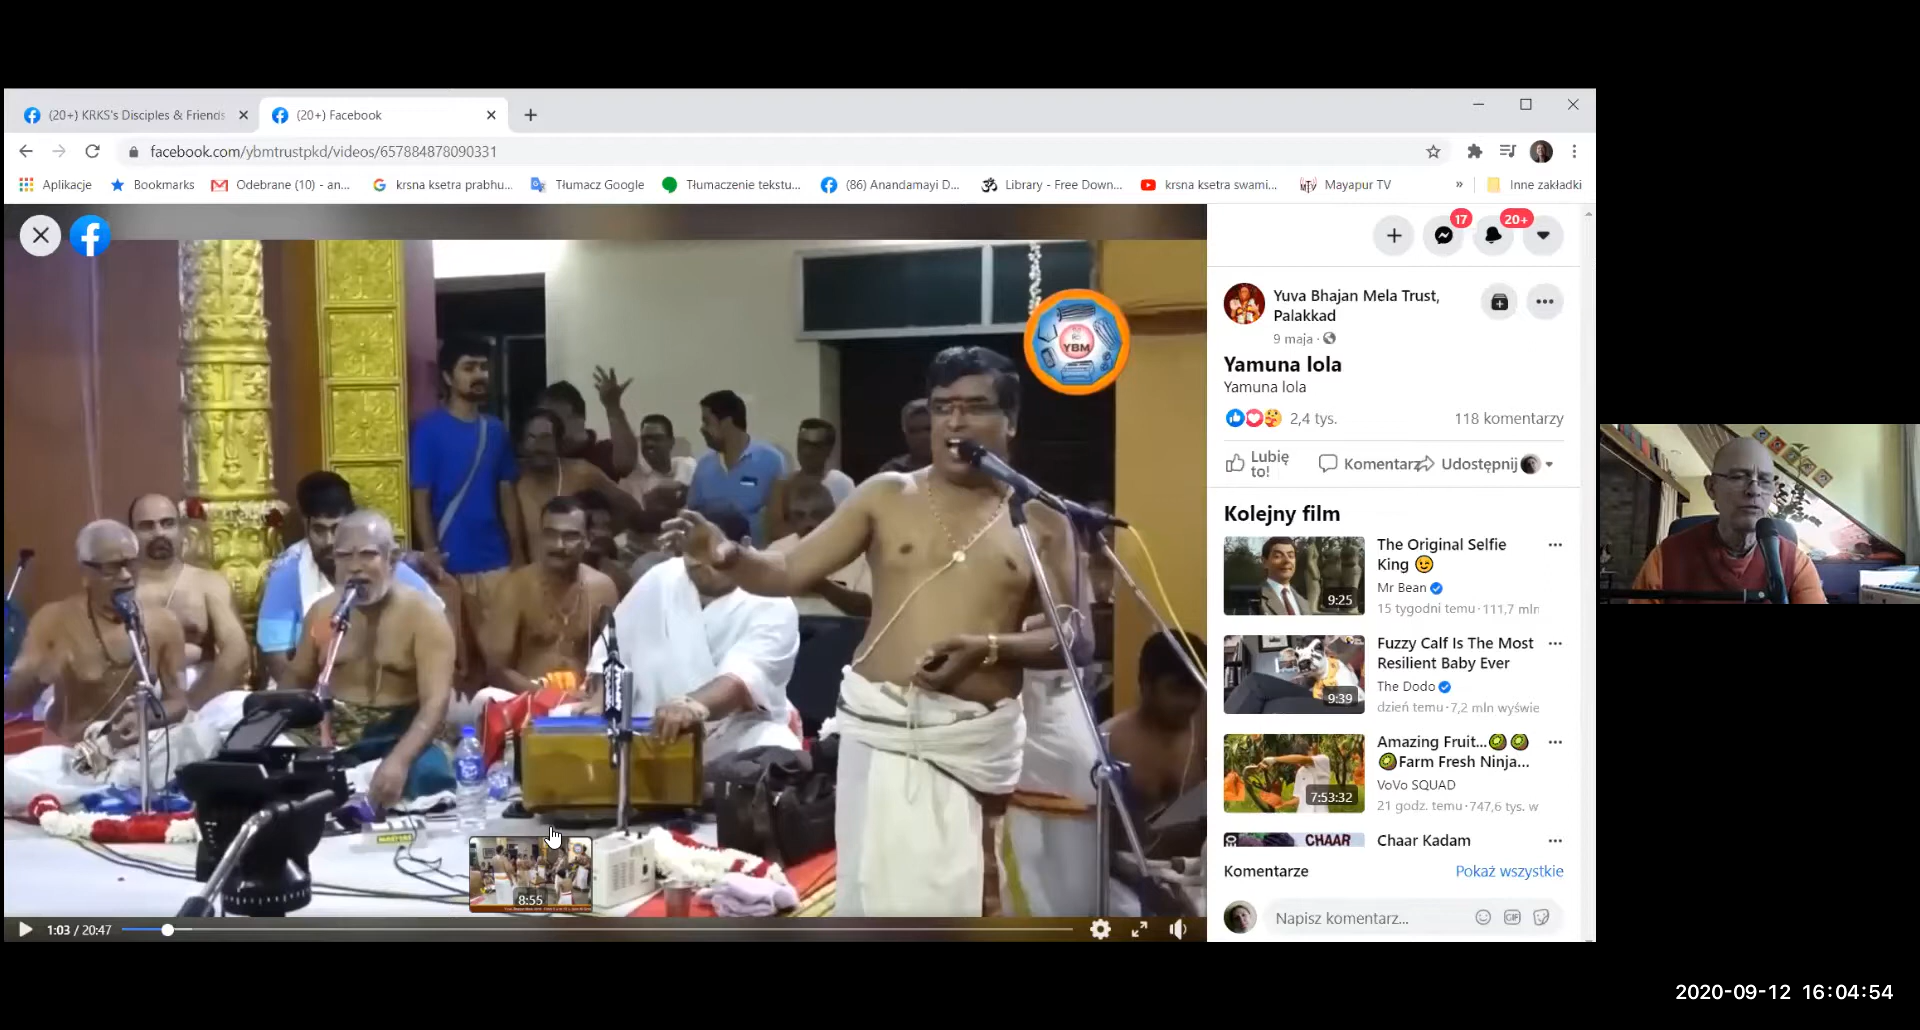 (20+) KRKS's Disciples & Friends
(20+) Facebook
facebook.com/ybmtrustpkd/videos/657884878090331
Aplikacje
Bookmarks
Odebrane (10) - an...
krsna ksetra prabhu...
Tłumacz Google
Tłumaczenie tekstu...
(86) Anandamayi D...
Library - Free Down...
krsna ksetra swami...
Mayapur TV
»
Inne zakładki
17
20+
Yuva Bhajan Mela Trust,
Palakkad
9 maja
Yamuna lola
Yamuna lola
2,4 tys.
118 komentarzy
Lubię
to!
Komentarz
Udostępnij
Kolejny film
The Original Selfie
King
Mr Bean
15 tygodni temu · 111,7 mln
9:25
Fuzzy Calf Is The Most
Resilient Baby Ever
The Dodo
dzień temu · 7,2 mln wyświe
9:39
Amazing Fruit...
Farm Fresh Ninja...
VoVo SQUAD
21 godz. temu · 747,6 tys. w
7:53:32
CHAAR
Chaar Kadam
Komentarze
Pokaż wszystkie
Napisz komentarz...
GIF
YBM
8:55
1:03 / 20:47
2020-09-12 16:04:54